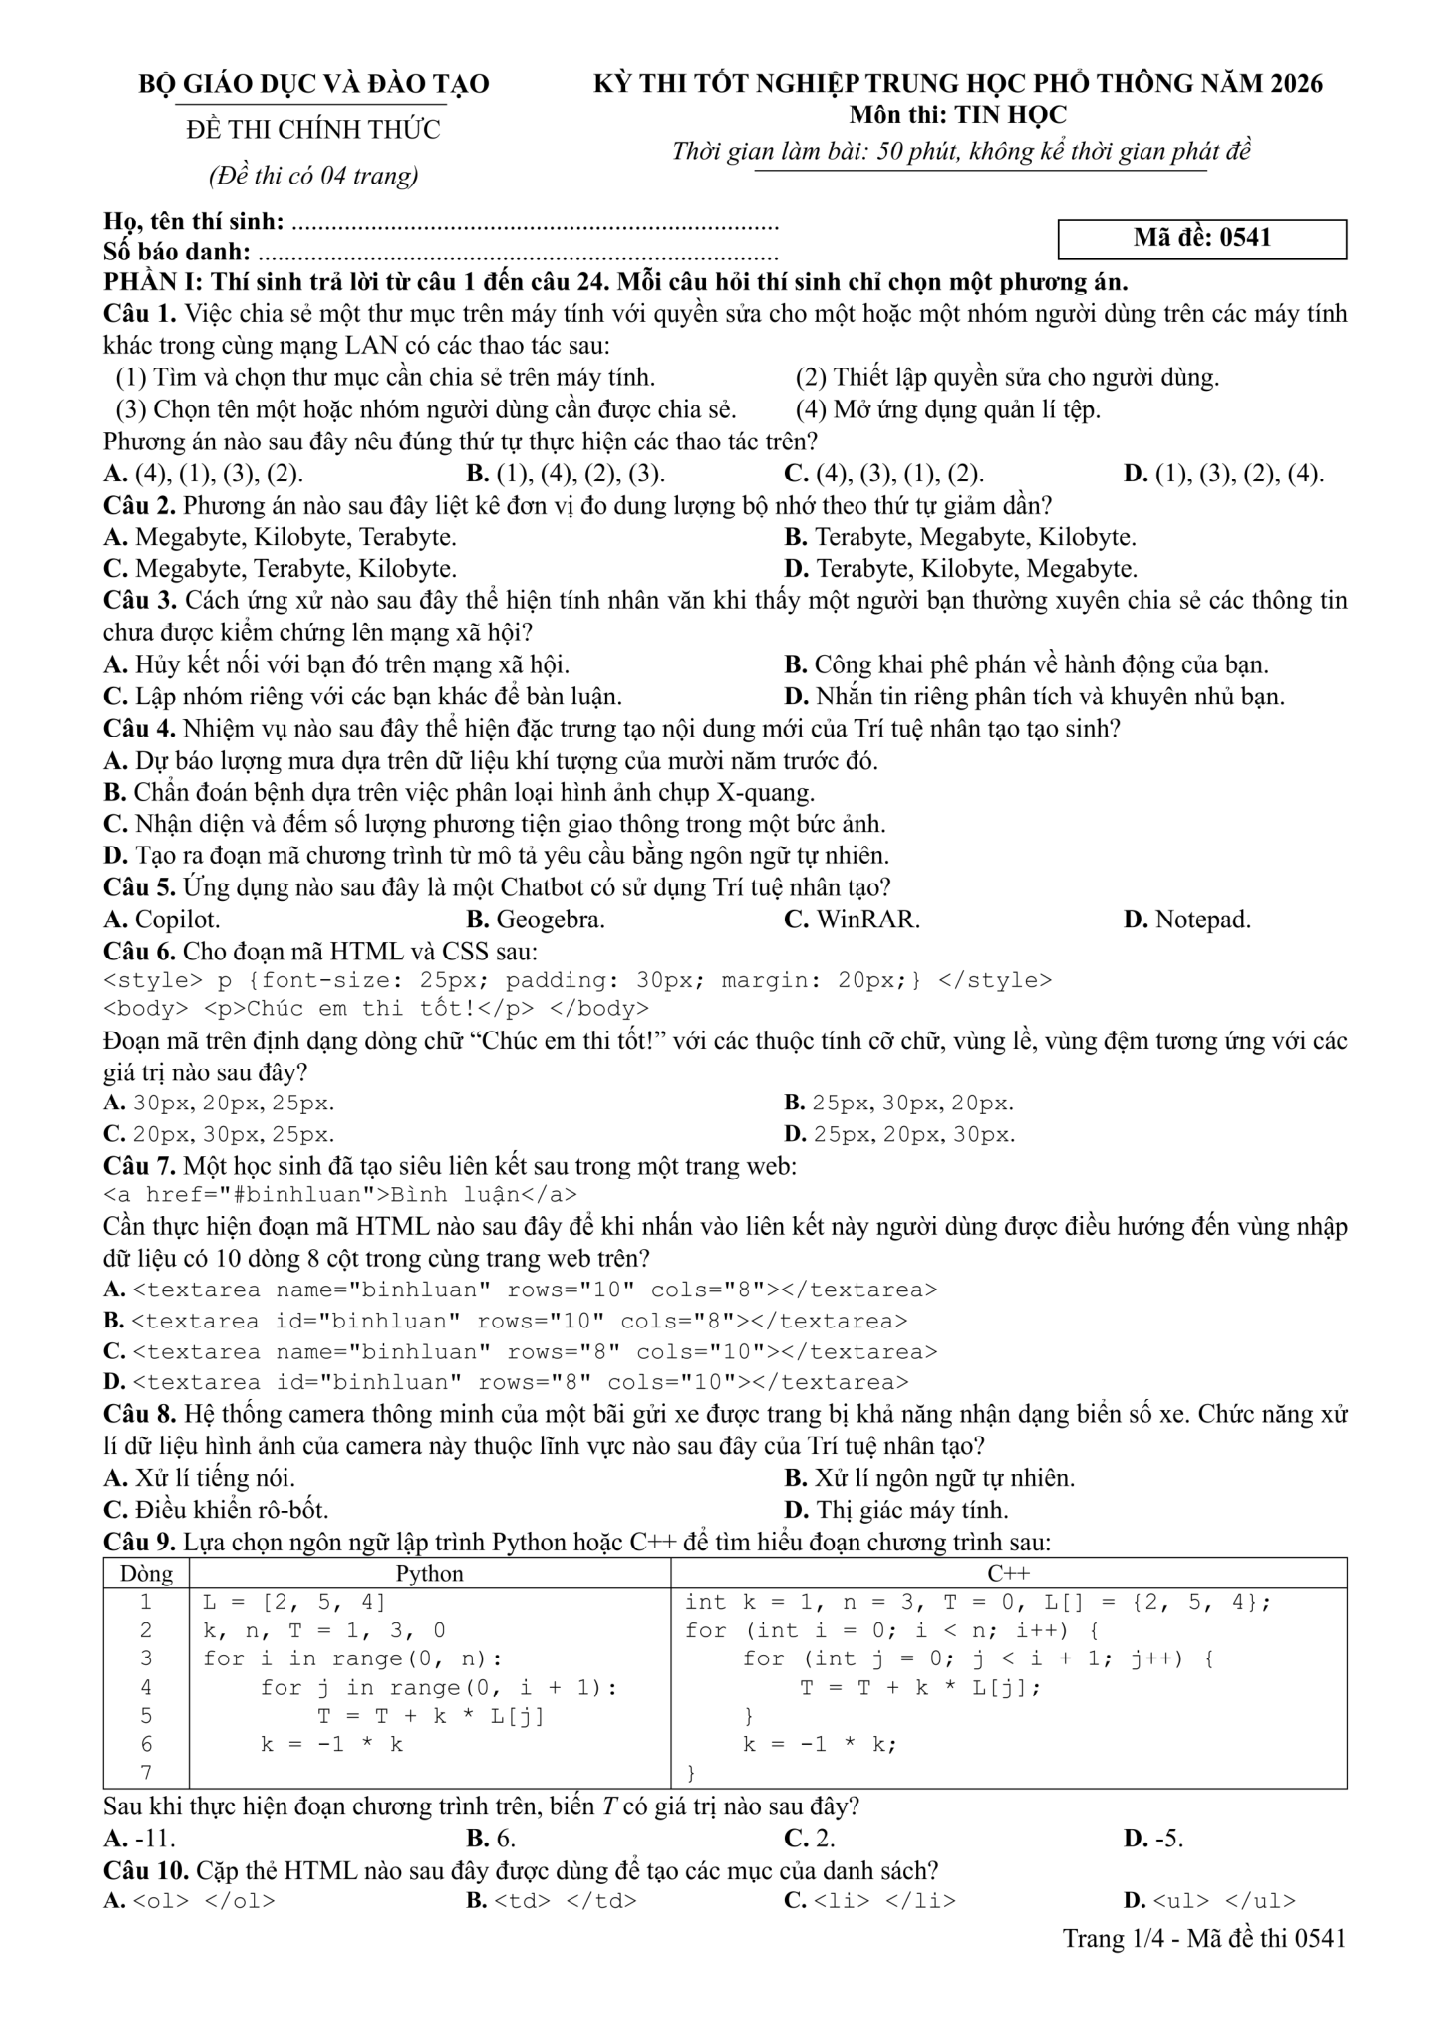 BỘ GIÁO DỤC VÀ ĐÀO TẠO
ĐỀ THI CHÍNH THỨC
(Đề thi có 04 trang)
KỲ THI TỐT NGHIỆP TRUNG HỌC PHỔ THÔNG NĂM 2026
Môn thi: TIN HỌC
Thời gian làm bài: 50 phút, không kể thời gian phát đề
Họ, tên thí sinh: ..........................................................................
Số báo danh: ..............................................................................
Mã đề: 0541
PHẦN I: Thí sinh trả lời từ câu 1 đến câu 24. Mỗi câu hỏi thí sinh chỉ chọn một phương án.
Câu 1. Việc chia sẻ một thư mục trên máy tính với quyền sửa cho một hoặc một nhóm người dùng trên các máy tính
khác trong cùng mạng LAN có các thao tác sau:
(1) Tìm và chọn thư mục cần chia sẻ trên máy tính. (2) Thiết lập quyền sửa cho người dùng.
(3) Chọn tên một hoặc nhóm người dùng cần được chia sẻ. (4) Mở ứng dụng quản lí tệp.
Phương án nào sau đây nêu đúng thứ tự thực hiện các thao tác trên?
A. (4), (1), (3), (2). B. (1), (4), (2), (3). C. (4), (3), (1), (2). D. (1), (3), (2), (4).
Câu 2. Phương án nào sau đây liệt kê đơn vị đo dung lượng bộ nhớ theo thứ tự giảm dần?
A. Megabyte, Kilobyte, Terabyte. B. Terabyte, Megabyte, Kilobyte.
C. Megabyte, Terabyte, Kilobyte. D. Terabyte, Kilobyte, Megabyte.
Câu 3. Cách ứng xử nào sau đây thể hiện tính nhân văn khi thấy một người bạn thường xuyên chia sẻ các thông tin
chưa được kiểm chứng lên mạng xã hội?
A. Hủy kết nối với bạn đó trên mạng xã hội. B. Công khai phê phán về hành động của bạn.
C. Lập nhóm riêng với các bạn khác để bàn luận. D. Nhắn tin riêng phân tích và khuyên nhủ bạn.
Câu 4. Nhiệm vụ nào sau đây thể hiện đặc trưng tạo nội dung mới của Trí tuệ nhân tạo tạo sinh?
A. Dự báo lượng mưa dựa trên dữ liệu khí tượng của mười năm trước đó.
B. Chẩn đoán bệnh dựa trên việc phân loại hình ảnh chụp X-quang.
C. Nhận diện và đếm số lượng phương tiện giao thông trong một bức ảnh.
D. Tạo ra đoạn mã chương trình từ mô tả yêu cầu bằng ngôn ngữ tự nhiên.
Câu 5. Ứng dụng nào sau đây là một Chatbot có sử dụng Trí tuệ nhân tạo?
A. Copilot. B. Geogebra. C. WinRAR. D. Notepad.
Câu 6. Cho đoạn mã HTML và CSS sau:
<style> p {font-size: 25px; padding: 30px; margin: 20px;} </style>
<body> <p>Chúc em thi tốt!</p> </body>
Đoạn mã trên định dạng dòng chữ “Chúc em thi tốt!” với các thuộc tính cỡ chữ, vùng lề, vùng đệm tương ứng với các
giá trị nào sau đây?
A. 30px, 20px, 25px. B. 25px, 30px, 20px.
C. 20px, 30px, 25px. D. 25px, 20px, 30px.
Câu 7. Một học sinh đã tạo siêu liên kết sau trong một trang web:
<a href="#binhluan">Bình luận</a>
Cần thực hiện đoạn mã HTML nào sau đây để khi nhấn vào liên kết này người dùng được điều hướng đến vùng nhập
dữ liệu có 10 dòng 8 cột trong cùng trang web trên?
A. <textarea name="binhluan" rows="10" cols="8"></textarea>
B. <textarea id="binhluan" rows="10" cols="8"></textarea>
C. <textarea name="binhluan" rows="8" cols="10"></textarea>
D. <textarea id="binhluan" rows="8" cols="10"></textarea>
Câu 8. Hệ thống camera thông minh của một bãi gửi xe được trang bị khả năng nhận dạng biển số xe. Chức năng xử
lí dữ liệu hình ảnh của camera này thuộc lĩnh vực nào sau đây của Trí tuệ nhân tạo?
A. Xử lí tiếng nói. B. Xử lí ngôn ngữ tự nhiên.
C. Điều khiển rô-bốt. D. Thị giác máy tính.
Câu 9. Lựa chọn ngôn ngữ lập trình Python hoặc C++ để tìm hiểu đoạn chương trình sau:
Dòng Python C++
1 L = [2, 5, 4] int k = 1, n = 3, T = 0, L[] = {2, 5, 4};
2 k, n, T = 1, 3, 0 for (int i = 0; i < n; i++) {
3 for i in range(0, n): for (int j = 0; j < i + 1; j++) {
4 for j in range(0, i + 1): T = T + k * L[j];
5 T = T + k * L[j] }
6 k = -1 * k k = -1 * k;
7 }
Sau khi thực hiện đoạn chương trình trên, biến T có giá trị nào sau đây?
A. -11. B. 6. C. 2. D. -5.
Câu 10. Cặp thẻ HTML nào sau đây được dùng để tạo các mục của danh sách?
A. <ol> </ol> B. <td> </td> C. <li> </li> D. <ul> </ul>
Trang 1/4 - Mã đề thi 0541